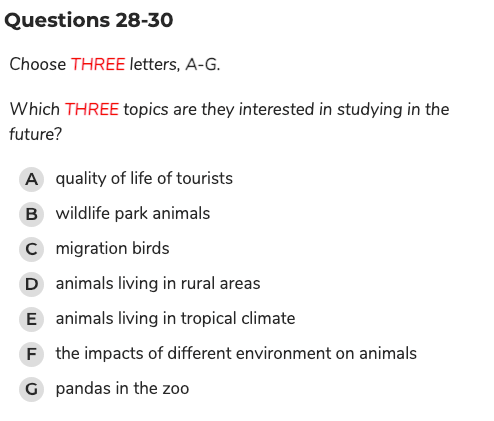 Questions 28-30
Choose THREE letters, A-G.
Which THREE topics are they interested in studying in the
future?
A quality of life of tourists
B wildlife park animals
C migration birds
D animals living in rural areas
E animals living in tropical climate
F the impacts of different environment on animals
G pandas in the zoo